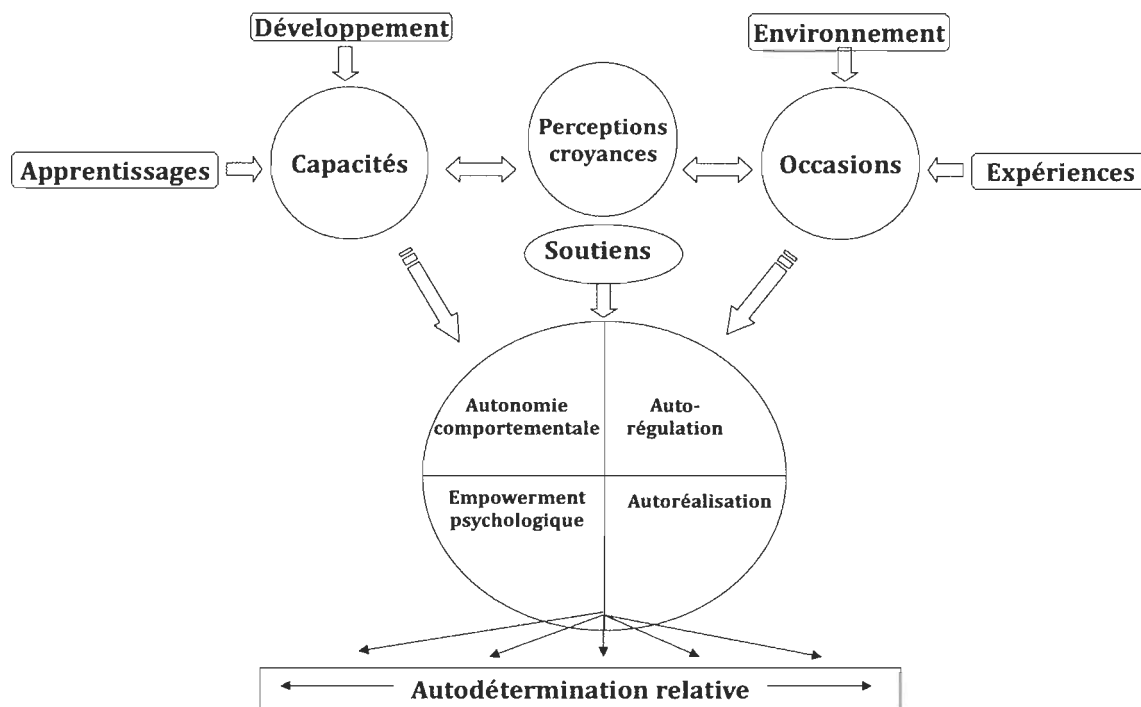 Développement
Environnement
Perceptions
croyances
Apprentissages
Capacités
Occasions
Expériences
Soutiens
Autonomie
comportementale
Auto-
régulation
Empowerment
psychologique
Autoréalisation
Autodétermination relative